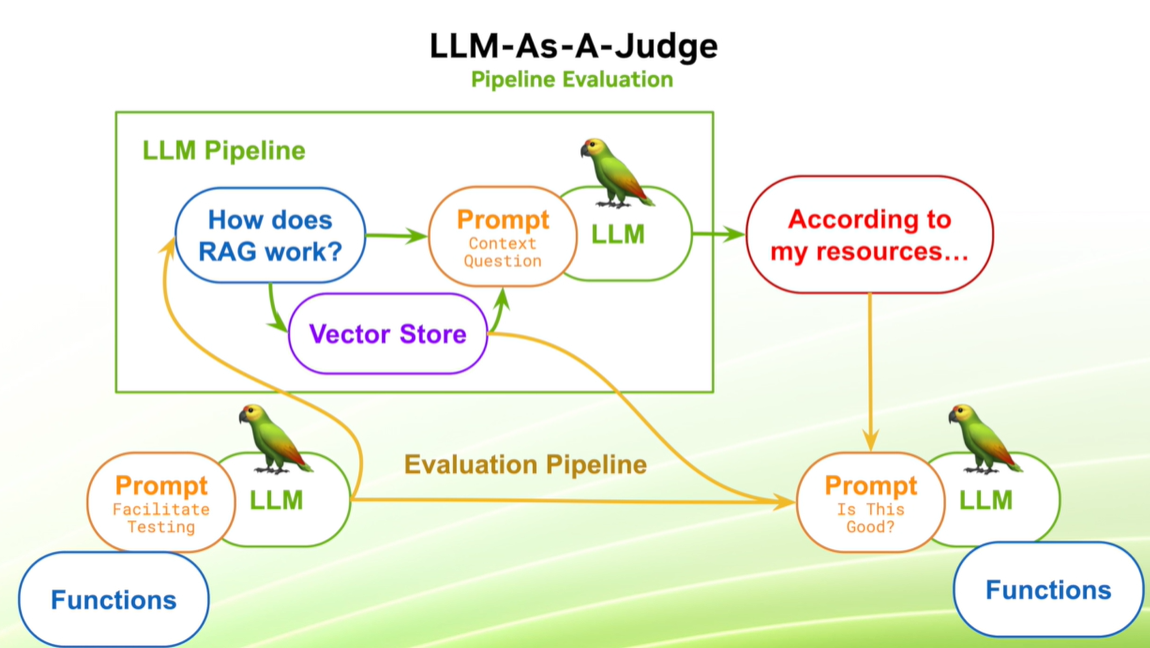 LLM-As-A-Judge
Pipeline Evaluation
LLM Pipeline
How does
RAG work?
Prompt
Context
Question
LLM
According to
my resources...
Vector Store
Evaluation Pipeline
Prompt
Facilitate
Testing
LLM
Functions
Prompt
Is This
Good?
LLM
Functions